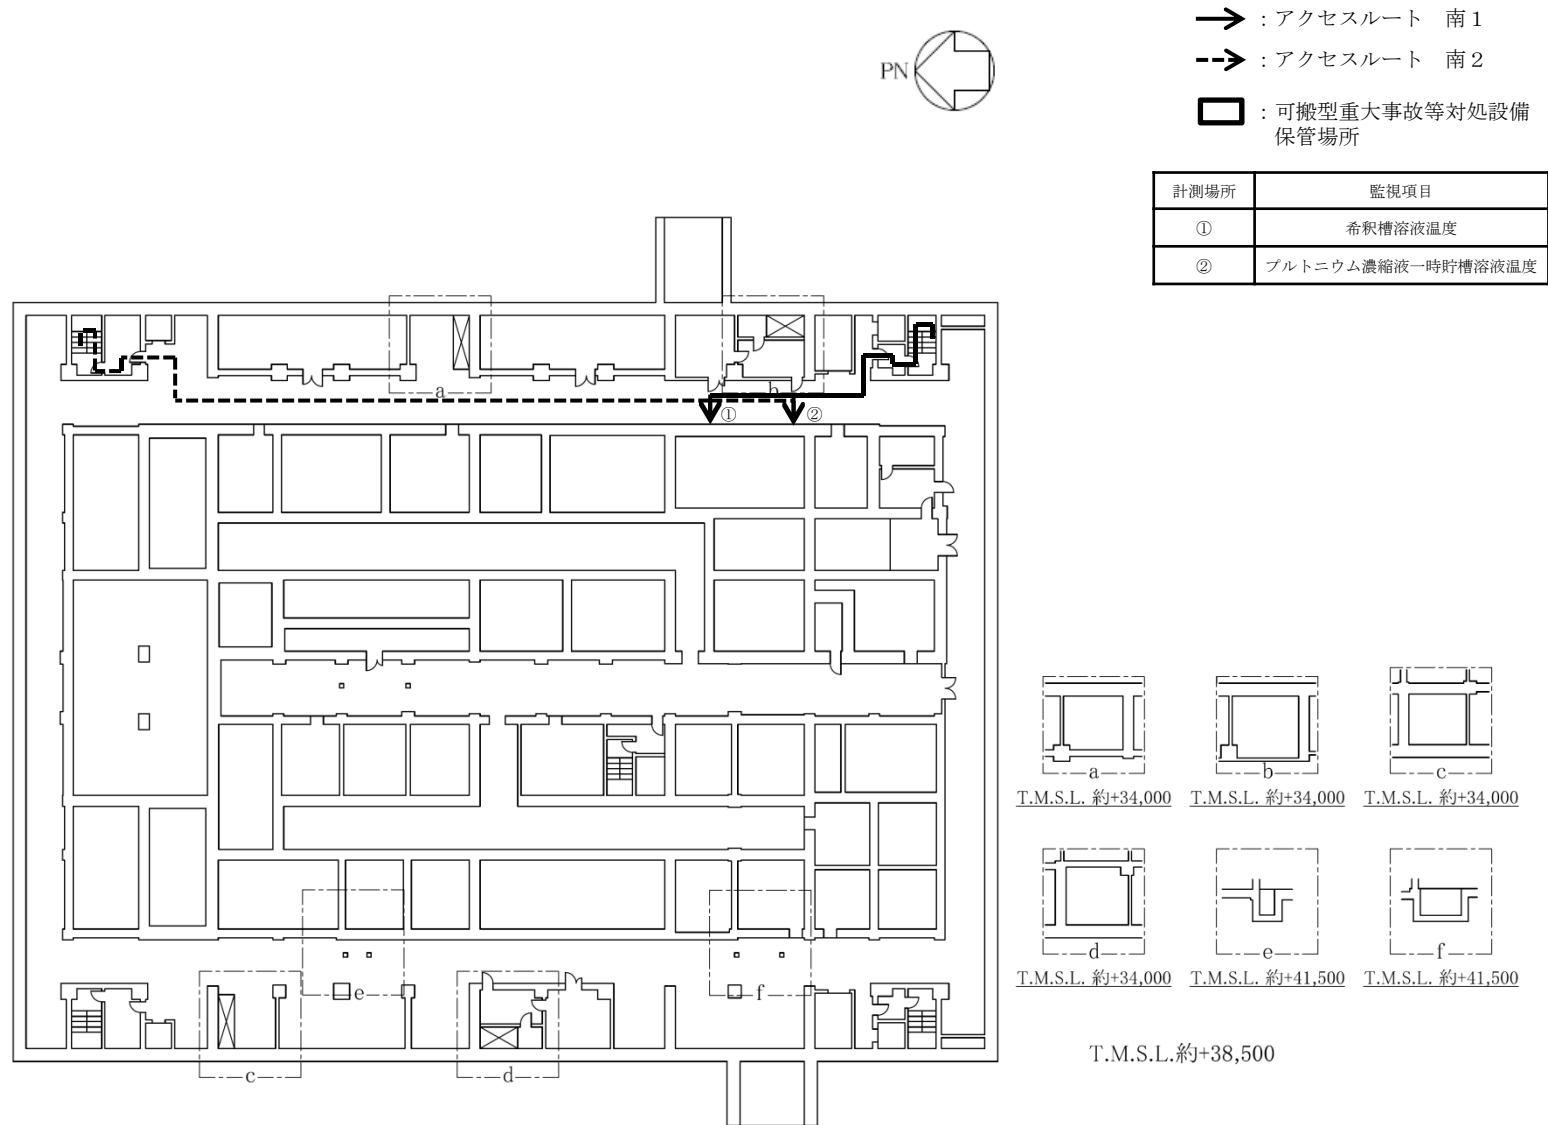 ：アクセスルート　南１
：アクセスルート　南２
：可搬型重大事故等対処設備
保管場所
PN
計測場所 監視項目
① 希釈槽溶液温度
② プルトニウム濃縮液一時貯槽溶液温度
a
b
①
②
e
f
c
d
a
T.M.S.L. 約+34,000
b
T.M.S.L. 約+34,000
c
T.M.S.L. 約+34,000
d
T.M.S.L. 約+34,000
e
T.M.S.L. 約+41,500
f
T.M.S.L. 約+41,500
T.M.S.L.約+38,500